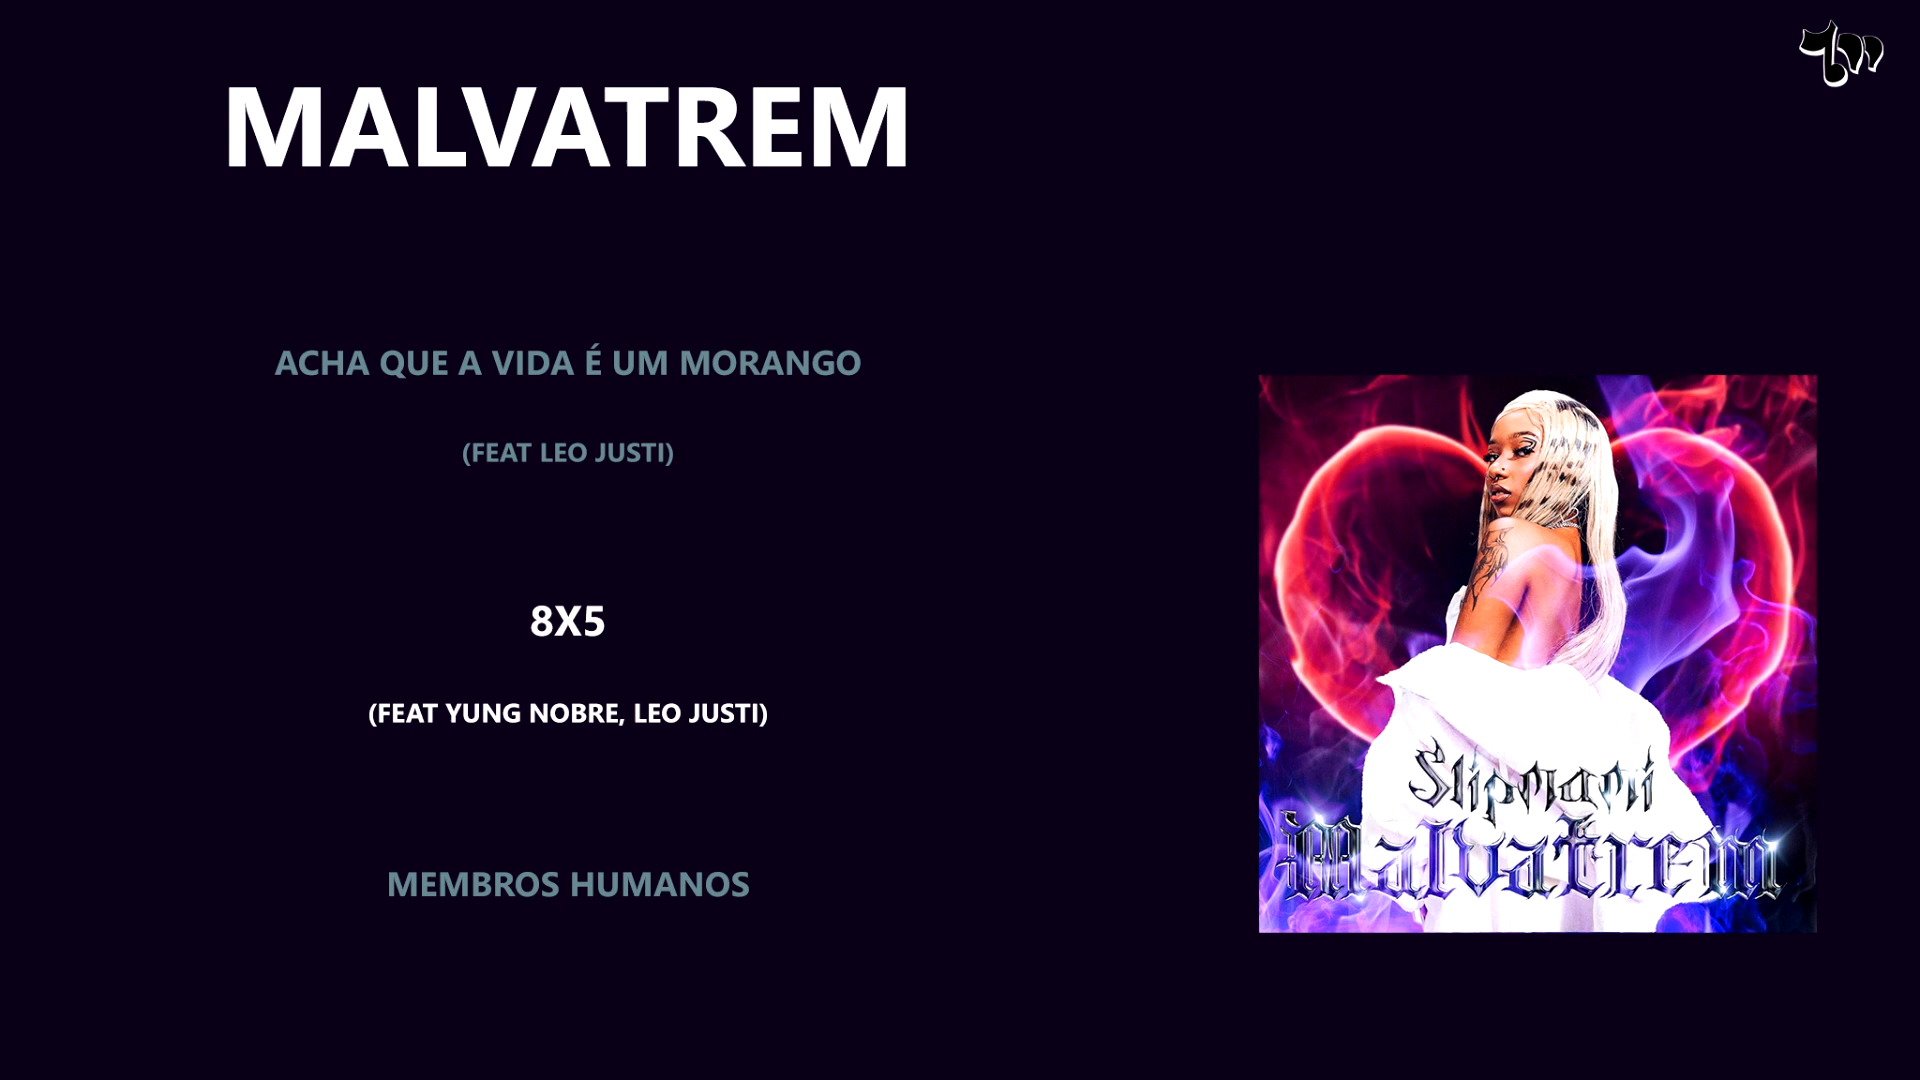 MALVATREM
ACHA QUE A VIDA É UM MORANGO
(FEAT LEO JUSTI)
8X5
(FEAT YUNG NOBRE, LEO JUSTI)
MEMBROS HUMANOS
Slipmami
Malvatrem